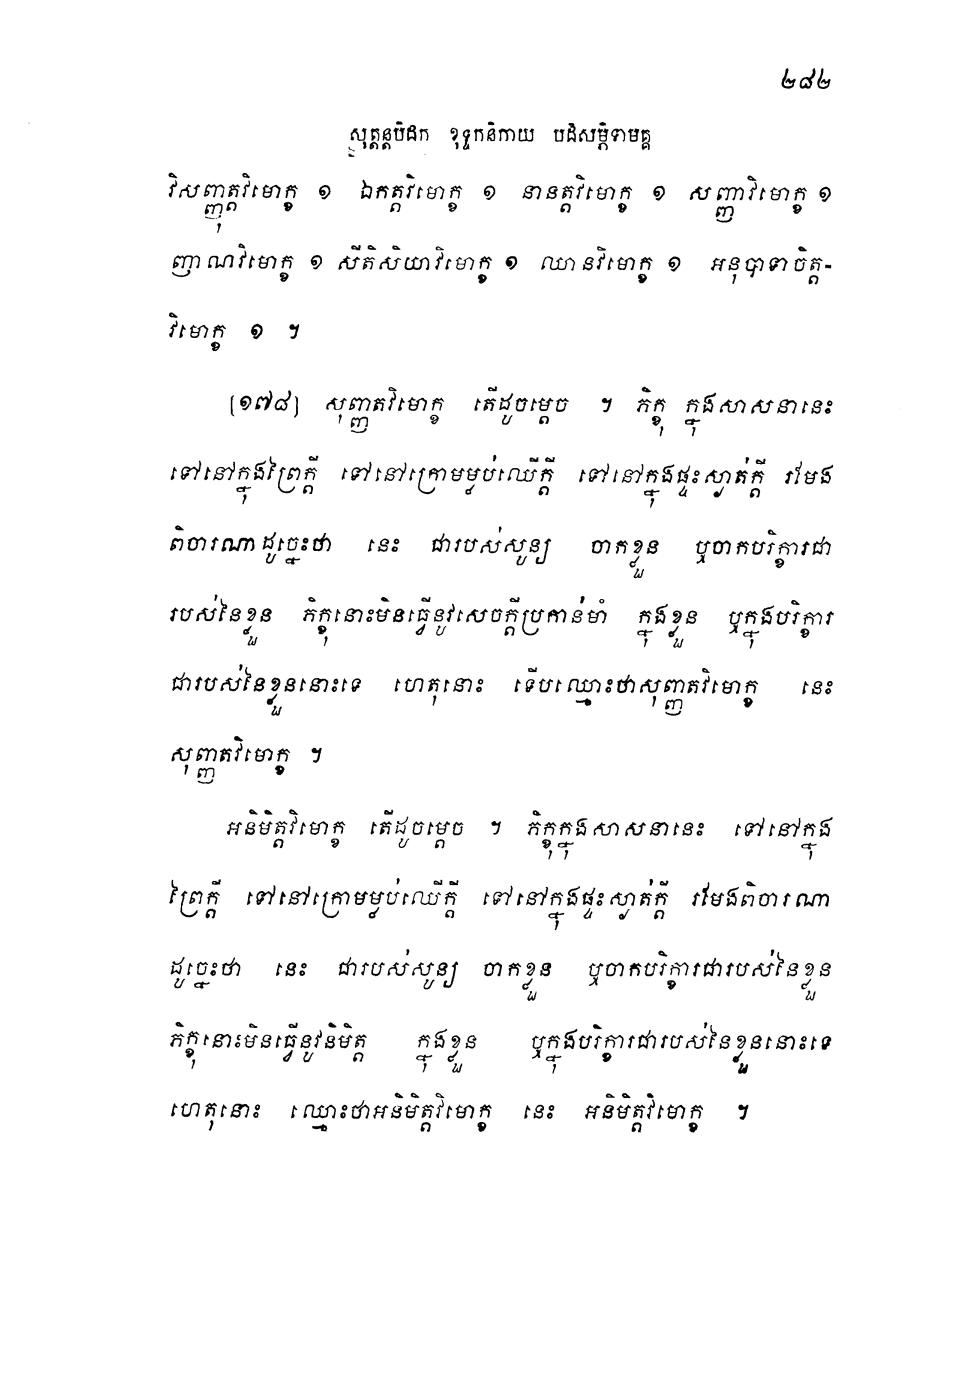 ២៨២
សុត្តន្តបិដក ខុទ្ទកនិកាយ បដិសម្ភិទាមគ្គ
វិសញ្ញុត្តវិមោក្ខ ១ ឯកត្តវិមោក្ខ ១ នានត្តវិមោក្ខ ១ សញ្ញាវិមោក្ខ ១
ញាណវិមោក្ខ ១ សីតិសិយាវិមោក្ខ ១ ឈានវិមោក្ខ ១ អនុបាទាចិត្ត-
វិមោក្ខ ១ ។
[១៧៨] សុញ្ញតវិមោក្ខ តើដូចម្តេច ។ ភិក្ខុ ក្នុងសាសនានេះ
ទៅនៅក្នុងព្រៃក្តី ទៅនៅក្រោមម្លប់ឈើក្តី ទៅនៅក្នុងផ្ទះស្ងាត់ក្តី រមែង
ពិចារណាដូច្នេះថា នេះ ជារបស់សូន្យ ចាកខ្លួន ឬចាកបរិក្ខារជា
របស់នៃខ្លួន ភិក្ខុនោះមិនធ្វើនូវសេចក្តីប្រកាន់មាំ ក្នុងខ្លួន ឬក្នុងបរិក្ខារ
ជារបស់នៃខ្លួននោះទេ ហេតុនោះ ទើបឈ្មោះថាសុញ្ញតវិមោក្ខ នេះ
សុញ្ញតវិមោក្ខ ។
អនិមិត្តវិមោក្ខ តើដូចម្តេច ។ ភិក្ខុក្នុងសាសនានេះ ទៅនៅក្នុង
ព្រៃក្តី ទៅនៅក្រោមម្លប់ឈើក្តី ទៅនៅក្នុងផ្ទះស្ងាត់ក្តី រមែងពិចារណា
ដូច្នេះថា នេះ ជារបស់សូន្យ ចាកខ្លួន ឬចាកបរិក្ខារជារបស់នៃខ្លួន
ភិក្ខុនោះមិនធ្វើនូវនិមិត្ត ក្នុងខ្លួន ឬក្នុងបរិក្ខារជារបស់នៃខ្លួននោះទេ
ហេតុនោះ ឈ្មោះថាអនិមិត្តវិមោក្ខ នេះ អនិមិត្តវិមោក្ខ ។